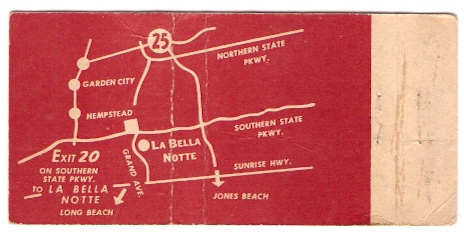 25
NORTHERN STATE
PKWY.
GARDEN CITY
HEMPSTEAD
SOUTHERN STATE
PKWY.
LA BELLA
NOTTE
EXIT 20
ON SOUTHERN
STATE PKWY.
TO LA BELLA
NOTTE
LONG BEACH
GRAND AVE.
SUNRISE HWY.
JONES BEACH